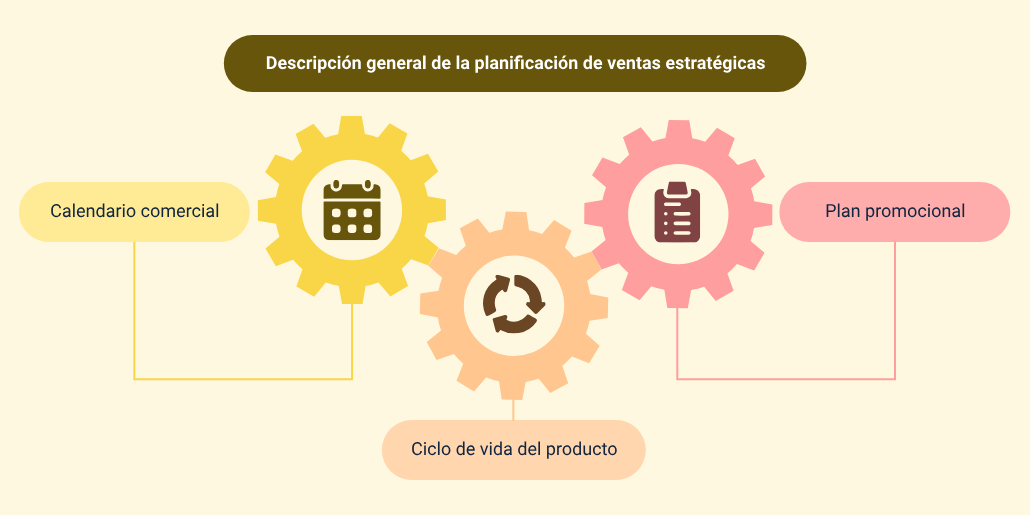 Descripción general de la planificación de ventas estratégicas
Calendario comercial
Plan promocional
Ciclo de vida del producto